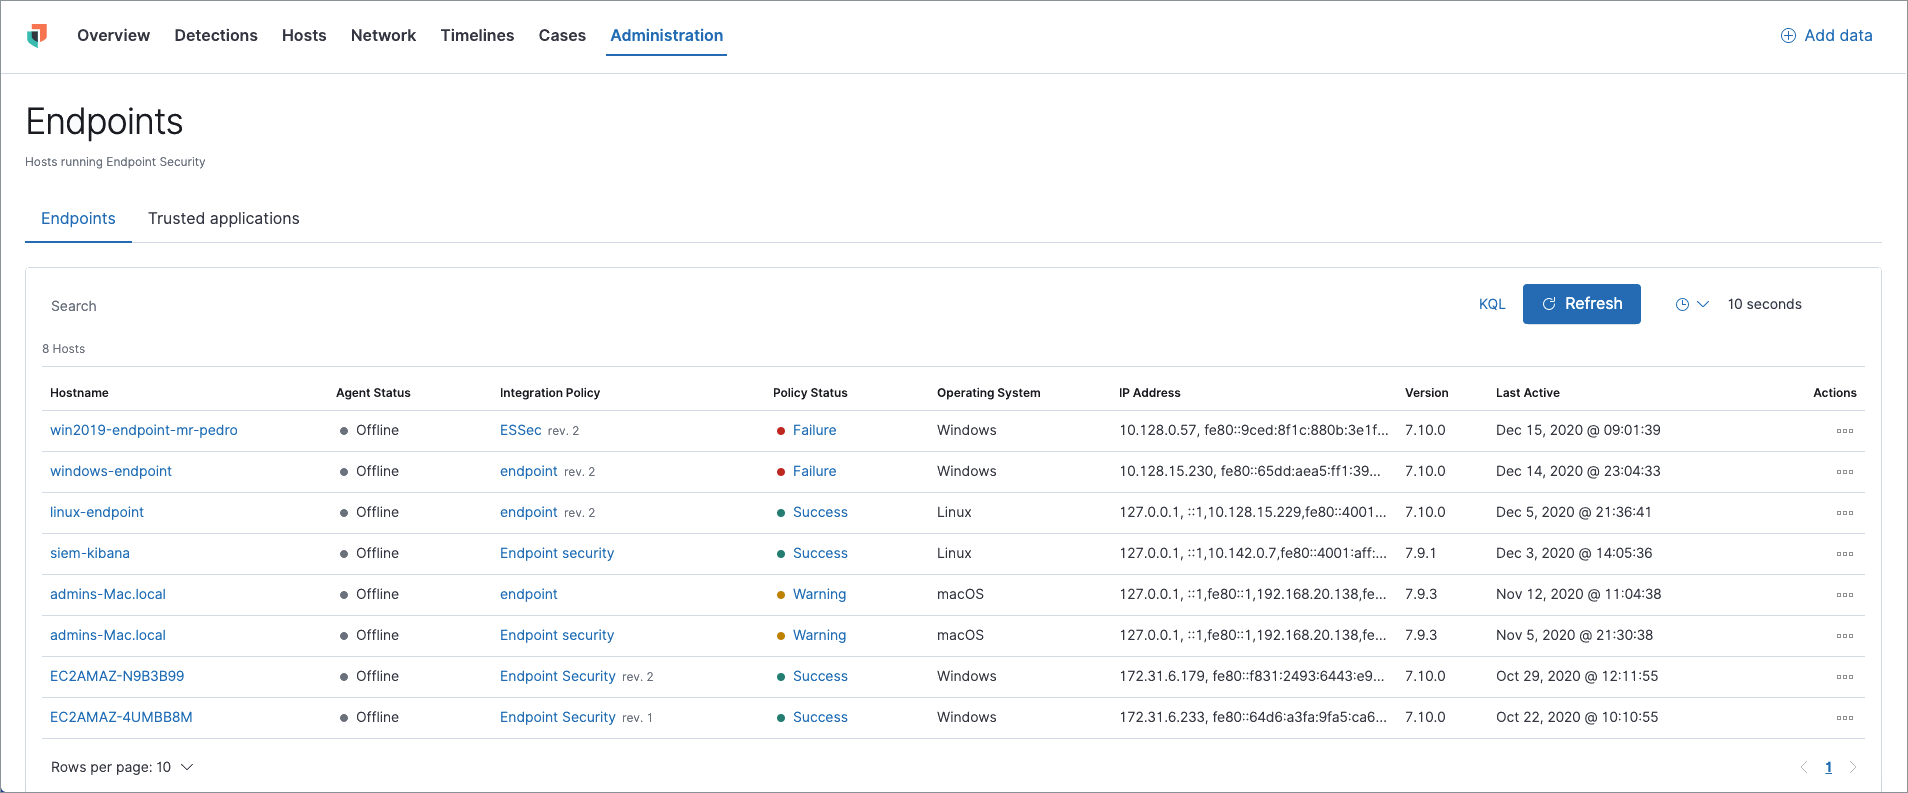 Overview Detections Hosts Network Timelines Cases Administration Add data
Endpoints
Hosts running Endpoint Security
Endpoints Trusted applications
Search KQL Refresh 10 seconds
8 Hosts
Hostname Agent Status Integration Policy Policy Status Operating System IP Address Version Last Active Actions
win2019-endpoint-mr-pedro Offline ESSec rev. 2 Failure Windows 10.128.0.57, fe80::9ced:8f1c:880b:3e1f... 7.10.0 Dec 15, 2020 @ 09:01:39
windows-endpoint Offline endpoint rev. 2 Failure Windows 10.128.15.230, fe80::65dd:aea5:ff1:39... 7.10.0 Dec 14, 2020 @ 23:04:33
linux-endpoint Offline endpoint rev. 2 Success Linux 127.0.0.1, ::1,10.128.15.229,fe80::4001... 7.10.0 Dec 5, 2020 @ 21:36:41
siem-kibana Offline Endpoint security Success Linux 127.0.0.1, ::1,10.142.0.7,fe80::4001:aff:... 7.9.1 Dec 3, 2020 @ 14:05:36
admins-Mac.local Offline endpoint Warning macOS 127.0.0.1, ::1,fe80::1,192.168.20.138,fe... 7.9.3 Nov 12, 2020 @ 11:04:38
admins-Mac.local Offline Endpoint security Warning macOS 127.0.0.1, ::1,fe80::1,192.168.20.138,fe... 7.9.3 Nov 5, 2020 @ 21:30:38
EC2AMAZ-N9B3B99 Offline Endpoint Security rev. 2 Success Windows 172.31.6.179, fe80::f831:2493:6443:e9... 7.10.0 Oct 29, 2020 @ 12:11:55
EC2AMAZ-4UMBB8M Offline Endpoint Security rev. 1 Success Windows 172.31.6.233, fe80::64d6:a3fa:9fa5:ca6... 7.10.0 Oct 22, 2020 @ 10:10:55
Rows per page: 10 1